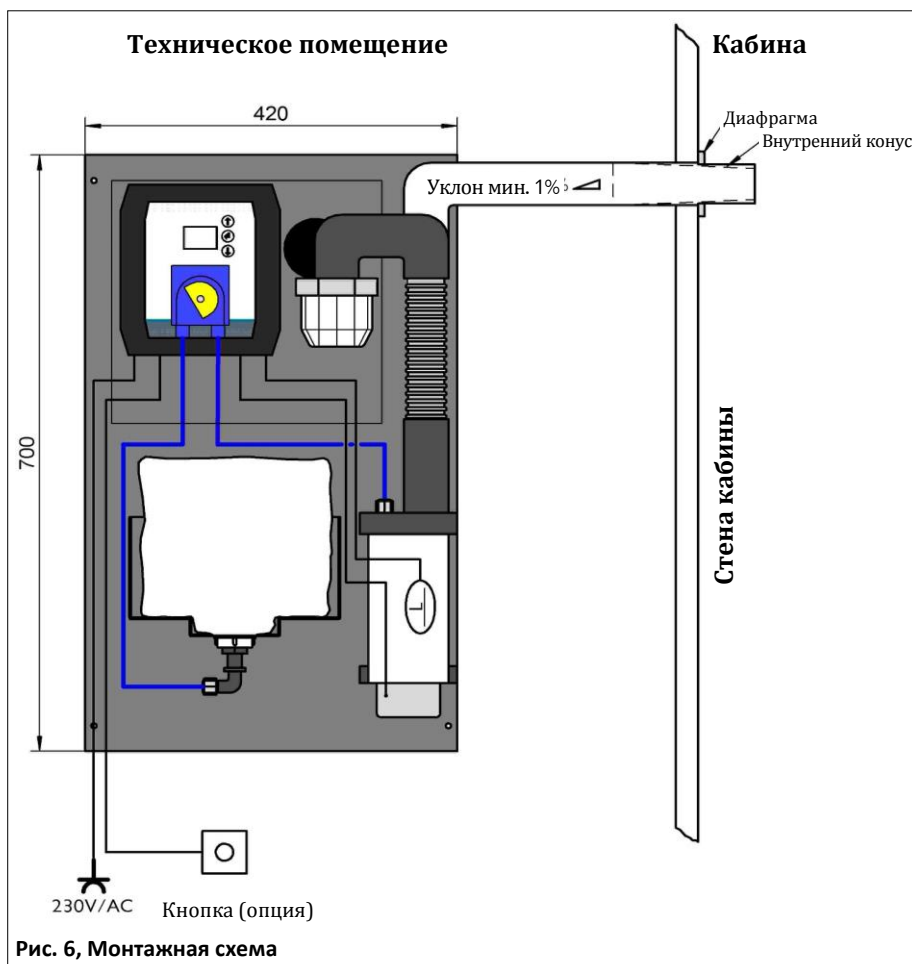 Техническое помещение
Кабина
420
Диафрагма
Внутренний конус
Уклон мин. 1%
700
Стена кабины
L
230V/AC
Кнопка (опция)
Рис. 6, Монтажная схема